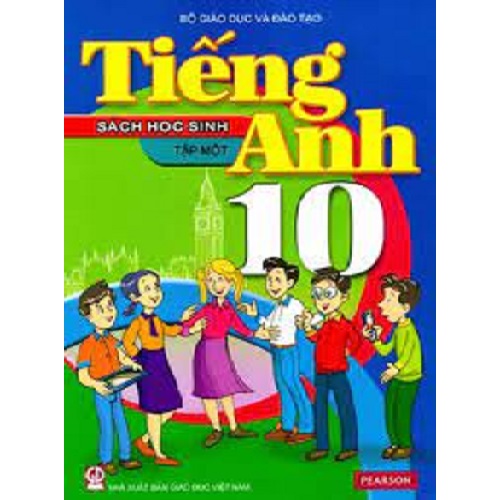 BỘ GIÁO DỤC VÀ ĐÀO TẠO
Tiếng
SÁCH HỌC SINH
Anh
TẬP MỘT
10
NHÀ XUẤT BẢN GIÁO DỤC VIỆT NAM
PEARSON